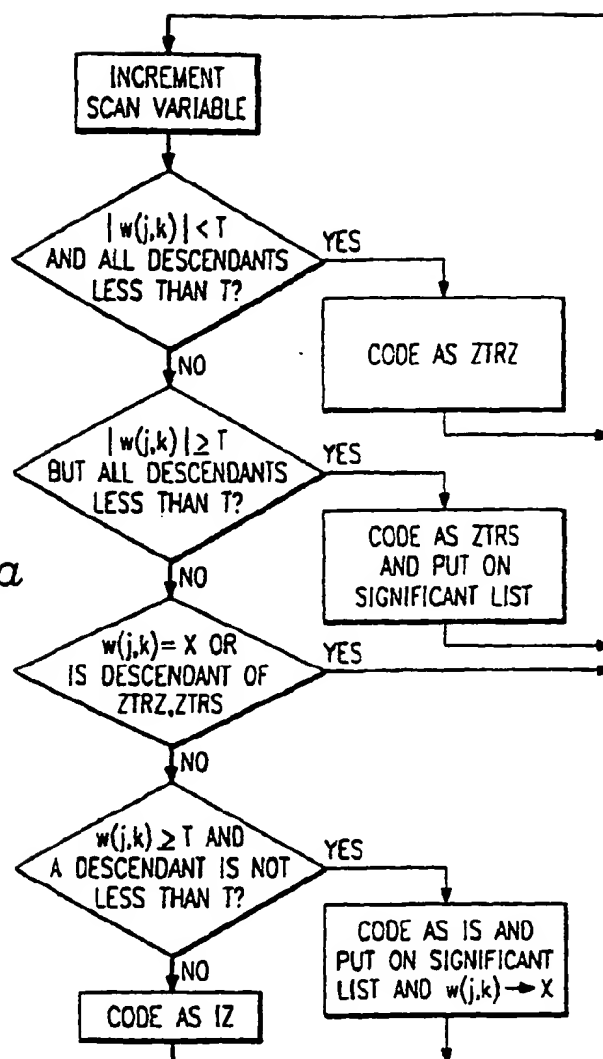 INCREMENT
SCAN VARIABLE
|w(j,k)| < T
AND ALL DESCENDANTS
LESS THAN T?
YES
CODE AS ZTRZ
NO
|w(j,k)| ≥ T
BUT ALL DESCENDANTS
LESS THAN T?
YES
CODE AS ZTRS
AND PUT ON
SIGNIFICANT LIST
a
NO
w(j,k)= X OR
IS DESCENDANT OF
ZTRZ,ZTRS
YES
NO
w(j,k) ≥ T AND
A DESCENDANT IS NOT
LESS THAN T?
YES
CODE AS IS AND
PUT ON SIGNIFICANT
LIST AND w(j,k) → X
NO
CODE AS IZ